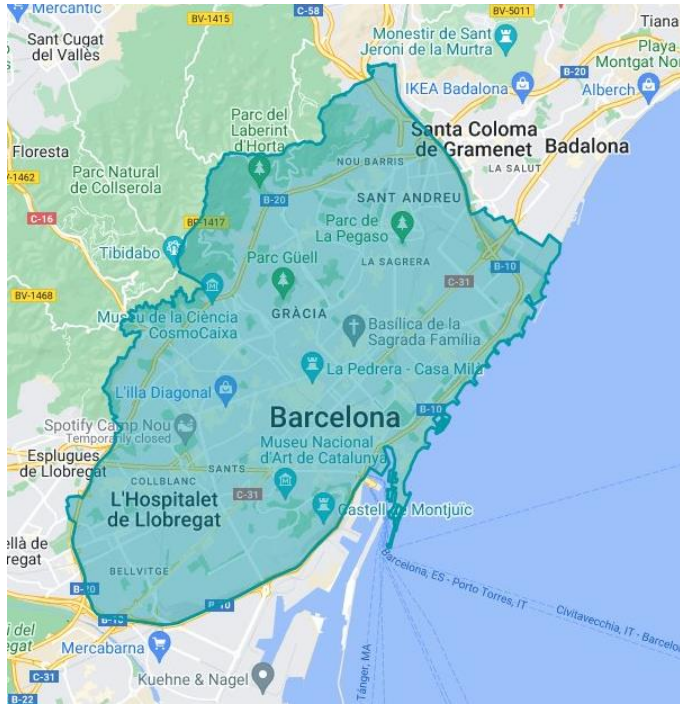 Mercantic
BV-1415
C-58
BV-5011
Tiana
Sant Cugat
del Vallès
Monestir de Sant
Jeroni de la Murtra
Playa
Montgat Nor
B-20
IKEA Badalona
Alberch
Parc del
Laberint
d'Horta
Santa Coloma
de Gramenet
Badalona
Floresta
NOU BARRIS
LA SALUT
-1462
Parc Natural
de Collserola
B-20
SANT ANDREU
C-16
BV-1417
Parc de
La Pegaso
Tibidabo
Parc Güell
LA SAGRERA
B-10
C-31
BV-1468
Museu de la Ciència
CosmoCaixa
GRÀCIA
Basílica de la
Sagrada Família
La Pedrera - Casa Milà
L'illa Diagonal
B-10
Barcelona
Spotify Camp Nou
Temporarily closed
Museu Nacional
d'Art de Catalunya
Esplugues
de Llobregat
SANTS
COLLBLANC
C-31
L'Hospitalet
de Llobregat
Castell de Montjuïc
ellà de
regat
BELLVITGE
Barcelona, ES - Porto Torres, IT
B-20
B-10
B-10
Civitavecchia, IT - Barcelo
i del
egat
Mercabarna
Tánger, MA
C-31
Kuehne & Nagel
B-22